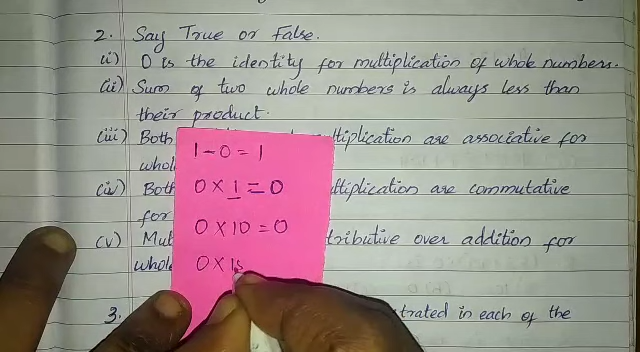 2. Say True or False.
(i) 0 is the identity for multiplication of whole numbers.
(ii) Sum of two whole numbers is always less than
their product.
(iii) Both ltiplication are associative for
whol
(iv) Both ltiplication are commutative
for
(v) Mul tributive over addition for
whole
3. trated in each of the
1-0=1
0×1=0
0×10=0
0×15